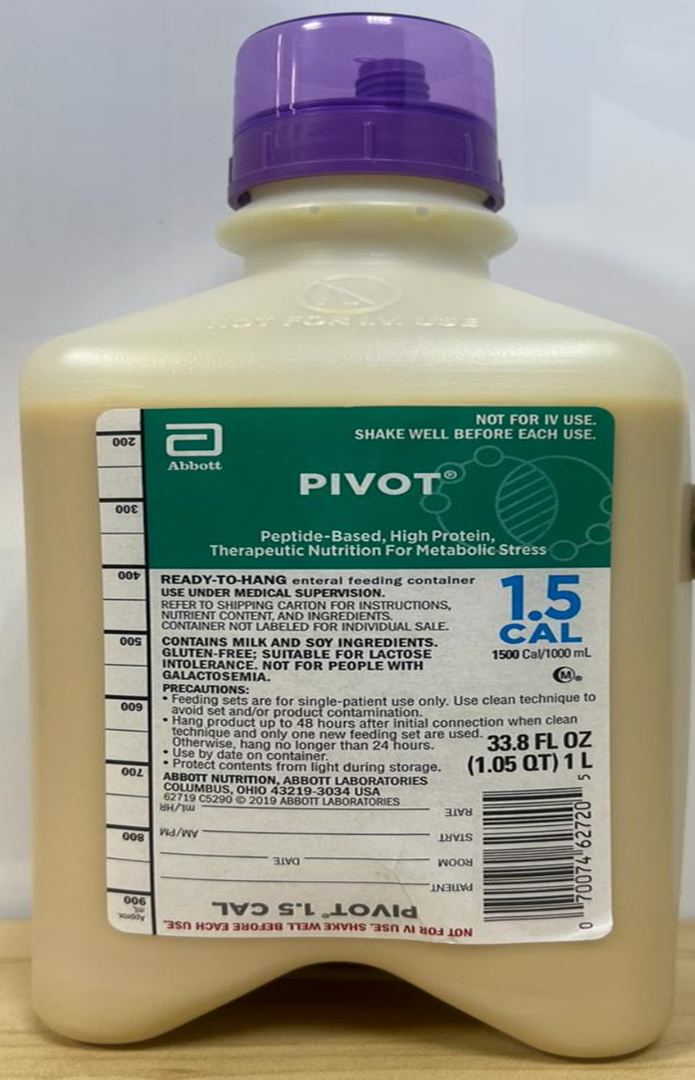 NOT FOR I.V. USE
NOT FOR IV USE.
SHAKE WELL BEFORE EACH USE.
Abbott
PIVOT®
Peptide-Based, High Protein,
Therapeutic Nutrition For Metabolic Stress
READY-TO-HANG enteral feeding container
USE UNDER MEDICAL SUPERVISION.
REFER TO SHIPPING CARTON FOR INSTRUCTIONS,
NUTRIENT CONTENT, AND INGREDIENTS.
CONTAINER NOT LABELED FOR INDIVIDUAL SALE.
CONTAINS MILK AND SOY INGREDIENTS.
GLUTEN-FREE; SUITABLE FOR LACTOSE
INTOLERANCE. NOT FOR PEOPLE WITH
GALACTOSEMIA.
1.5
CAL
1500 Cal/1000 mL
M
PRECAUTIONS:
• Feeding sets are for single-patient use only. Use clean technique to
avoid set and/or product contamination.
• Hang product up to 48 hours after initial connection when clean
technique and only one new feeding set are used.
Otherwise, hang no longer than 24 hours.
• Use by date on container.
• Protect contents from light during storage.
33.8 FL OZ
(1.05 QT) 1 L
ABBOTT NUTRITION, ABBOTT LABORATORIES
COLUMBUS, OHIO 43219-3034 USA
62719 C5290 © 2019 ABBOTT LABORATORIES
0 70074 62720 5
200
300
400
500
600
700
800
900
Approx. mL
NOT FOR IV USE. SHAKE WELL BEFORE EACH USE.
PIVOT® 1.5 CAL
PATIENT
ROOM DATE
START AM/PM
RATE mL/HR